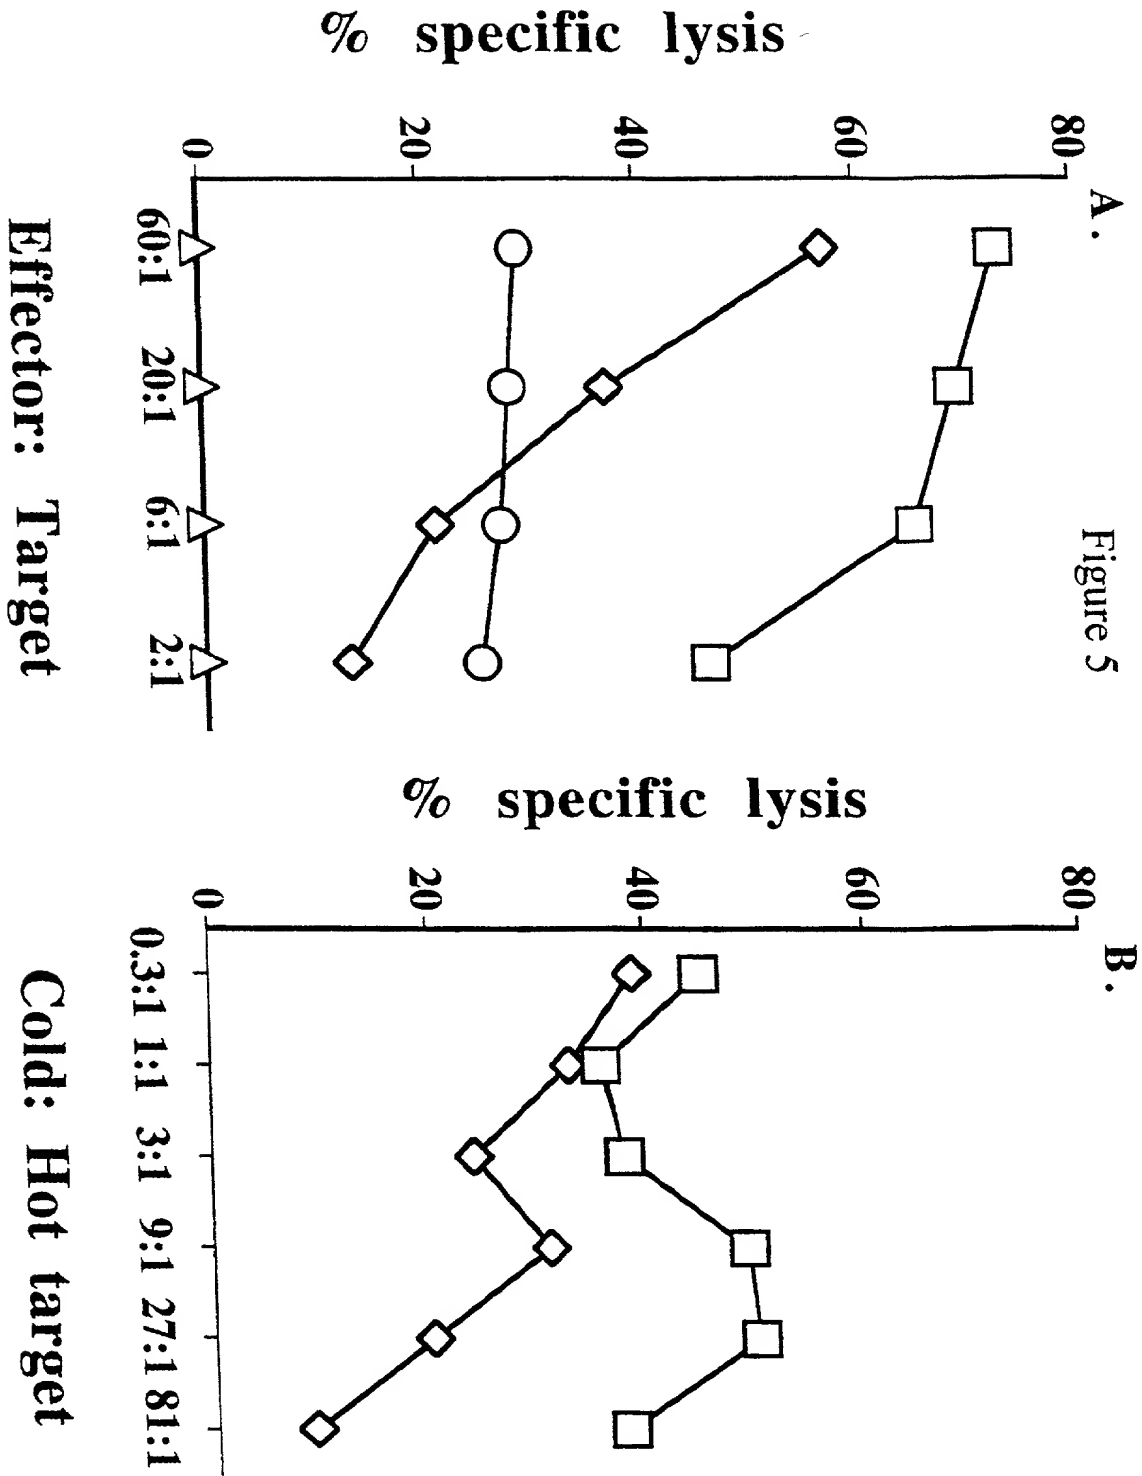 Figure 5
A.
% specific lysis
80
60
40
20
0
60:1 20:1 6:1 2:1
Effector: Target
B.
% specific lysis
80
60
40
20
0
0.3:1 1:1 3:1 9:1 27:1 81:1
Cold: Hot target